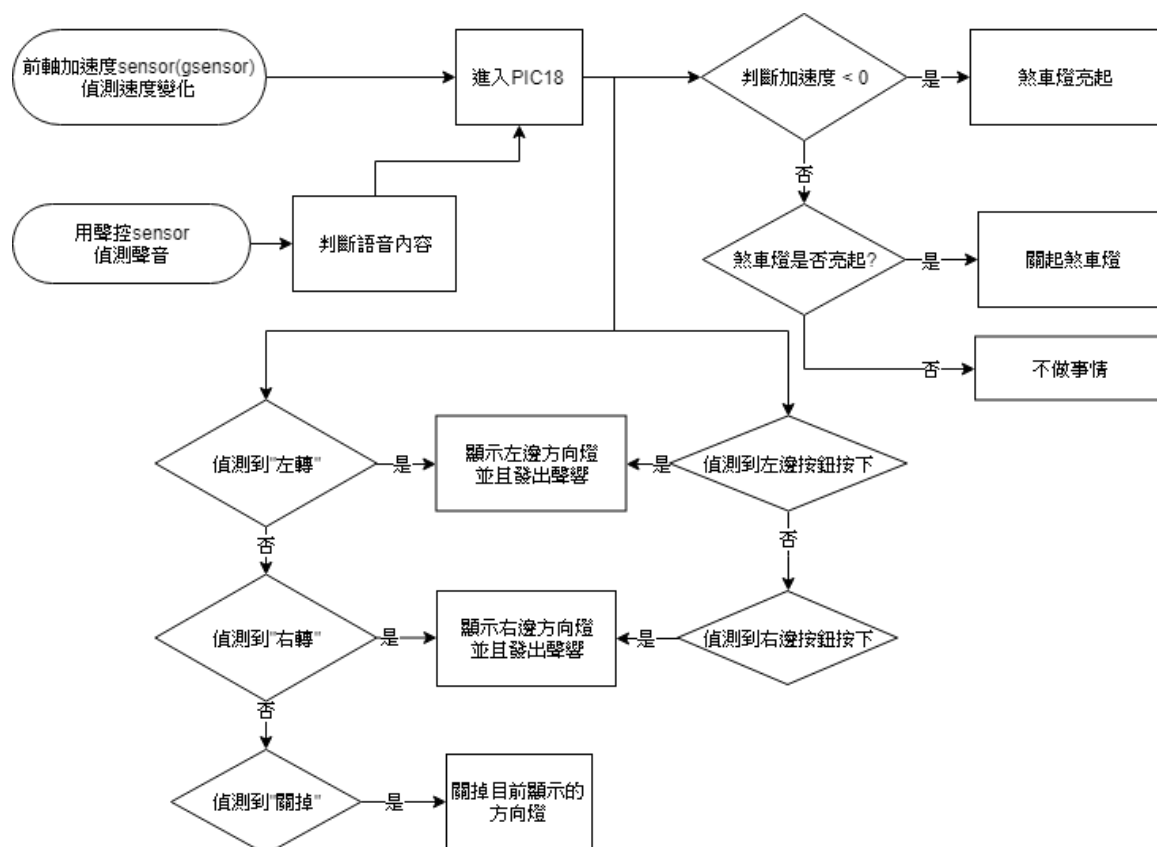 前軸加速度sensor(gsensor)
偵測速度變化
進入PIC18
判斷加速度 < 0
是
煞車燈亮起
否
用聲控sensor
偵測聲音
判斷語音內容
煞車燈是否亮起?
是
關起煞車燈
否
不做事情
偵測到"左轉"
是
顯示左邊方向燈
並且發出聲響
是
偵測到左邊按鈕按下
否
否
偵測到"右轉"
是
顯示右邊方向燈
並且發出聲響
是
偵測到右邊按鈕按下
否
偵測到"關掉"
是
關掉目前顯示的
方向燈